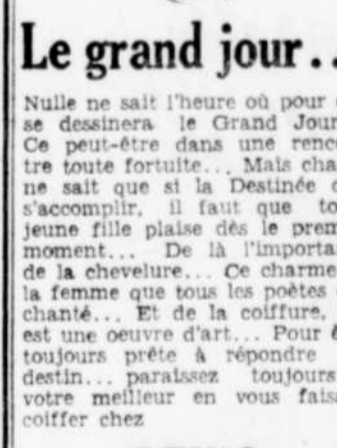 Le grand jour..
Nulle ne sait l'heure où pour
se dessinera le Grand Jour
Ce peut-être dans une renc
tre toute fortuite... Mais cha
ne sait que si la Destinée
s'accomplir, il faut que to
jeune fille plaise dès le prem
moment... De là l'importa
de la chevelure... Ce charme
la femme que tous les poètes
chanté... Et de la coiffure,
est une oeuvre d'art... Pour
toujours prête à répondre
destin... paraissez toujours
votre meilleur en vous fais
coiffer chez